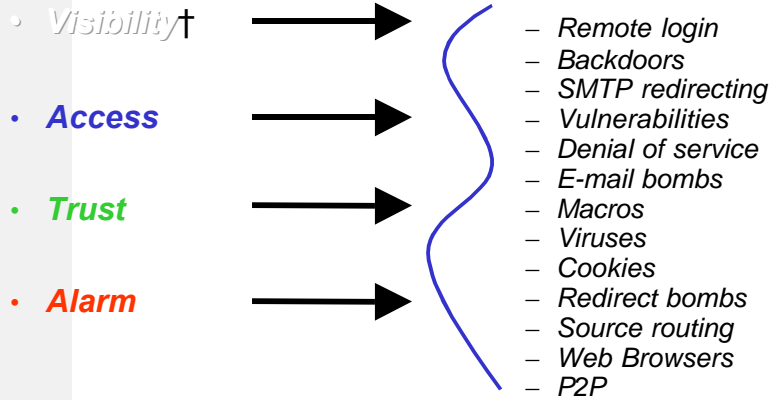 • Visibility†
• Access
• Trust
• Alarm
– Remote login
– Backdoors
– SMTP redirecting
– Vulnerabilities
– Denial of service
– E-mail bombs
– Macros
– Viruses
– Cookies
– Redirect bombs
– Source routing
– Web Browsers
– P2P